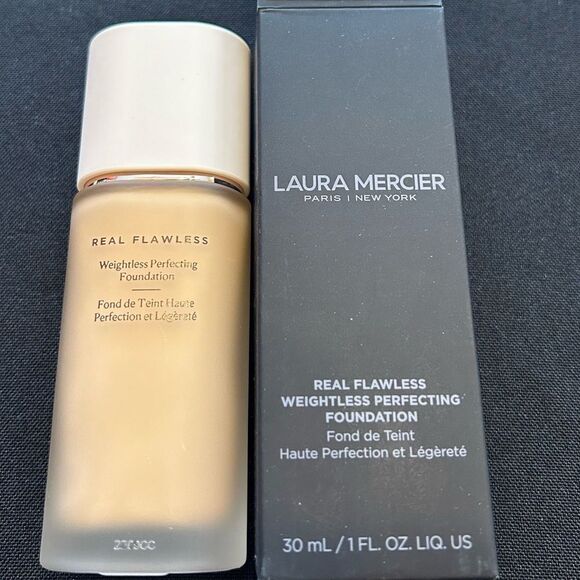 REAL FLAWLESS
Weightless Perfecting
Foundation
Fond de Teint Haute
Perfection et Légèreté
LAURA MERCIER
PARIS | NEW YORK
REAL FLAWLESS
WEIGHTLESS PERFECTING
FOUNDATION
Fond de Teint
Haute Perfection et Légèreté
30 mL / 1 FL. OZ. LIQ. US